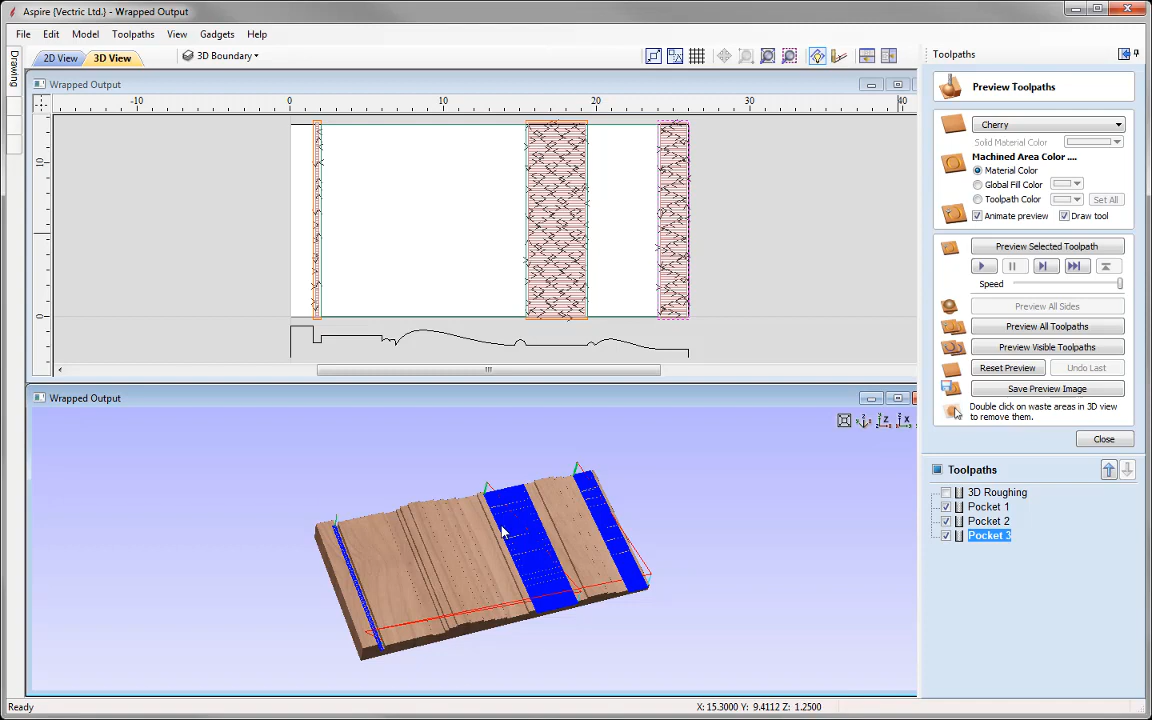 Aspire {Vectric Ltd.} - Wrapped Output
File Edit Model Toolpaths View Gadgets Help
Drawing
2D View 3D View 3D Boundary
Toolpaths
Wrapped Output
-10 0 10 20 30 40
10
0
Wrapped Output
Z X
Preview Toolpaths
Cherry
Solid Material Color
Machined Area Color ....
Material Color
Global Fill Color
Toolpath Color Set All
Animate preview Draw tool
Preview Selected Toolpath
Speed
Preview All Sides
Preview All Toolpaths
Preview Visible Toolpaths
Reset Preview Undo Last
Save Preview Image
Double click on waste areas in 3D view
to remove them.
Close
Toolpaths
3D Roughing
Pocket 1
Pocket 2
Pocket 3
Ready
X: 15.3000 Y: 9.4112 Z: 1.2500